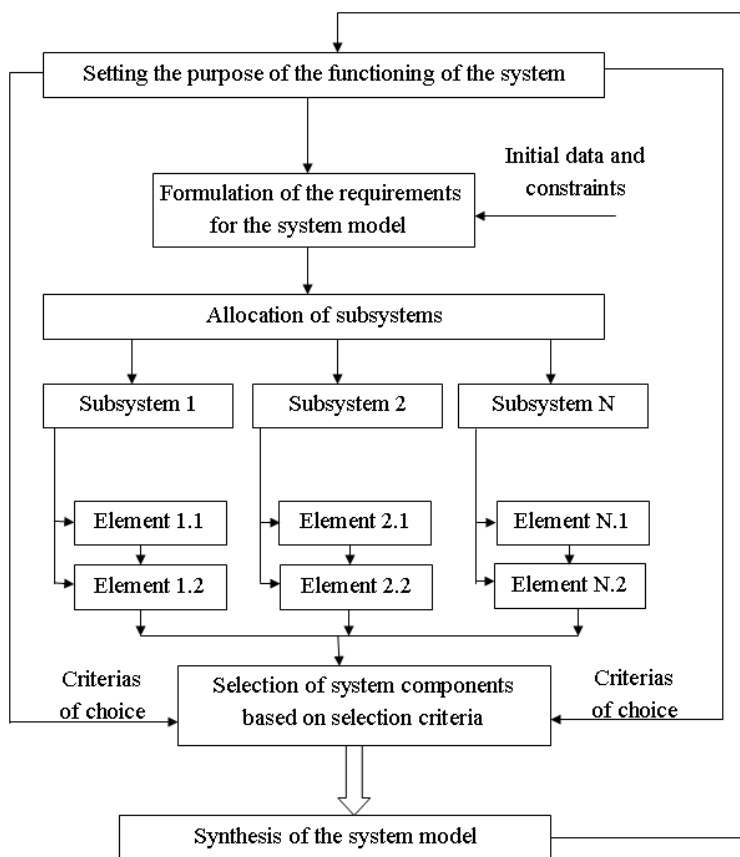 Setting the purpose of the functioning of the system
Initial data and
constraints
Formulation of the requirements
for the system model
Allocation of subsystems
Subsystem 1
Subsystem 2
Subsystem N
Element 1.1
Element 2.1
Element N.1
Element 1.2
Element 2.2
Element N.2
Criterias
of choice
Selection of system components
based on selection criteria
Criterias
of choice
Synthesis of the system model